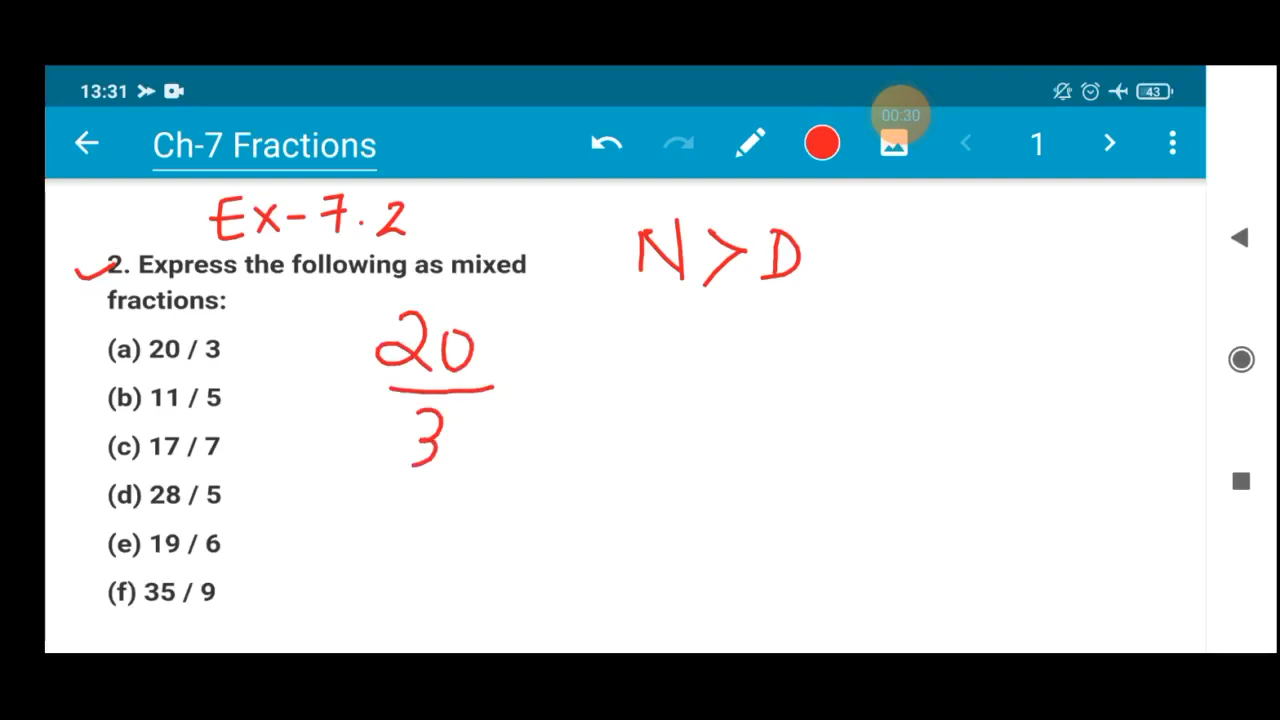 13:31
43
00:30
Ch-7 Fractions
1
Ex-7.2
N>D
2. Express the following as mixed
fractions:
(a) 20 / 3
(b) 11 / 5
(c) 17 / 7
(d) 28 / 5
(e) 19 / 6
(f) 35 / 9
20
3